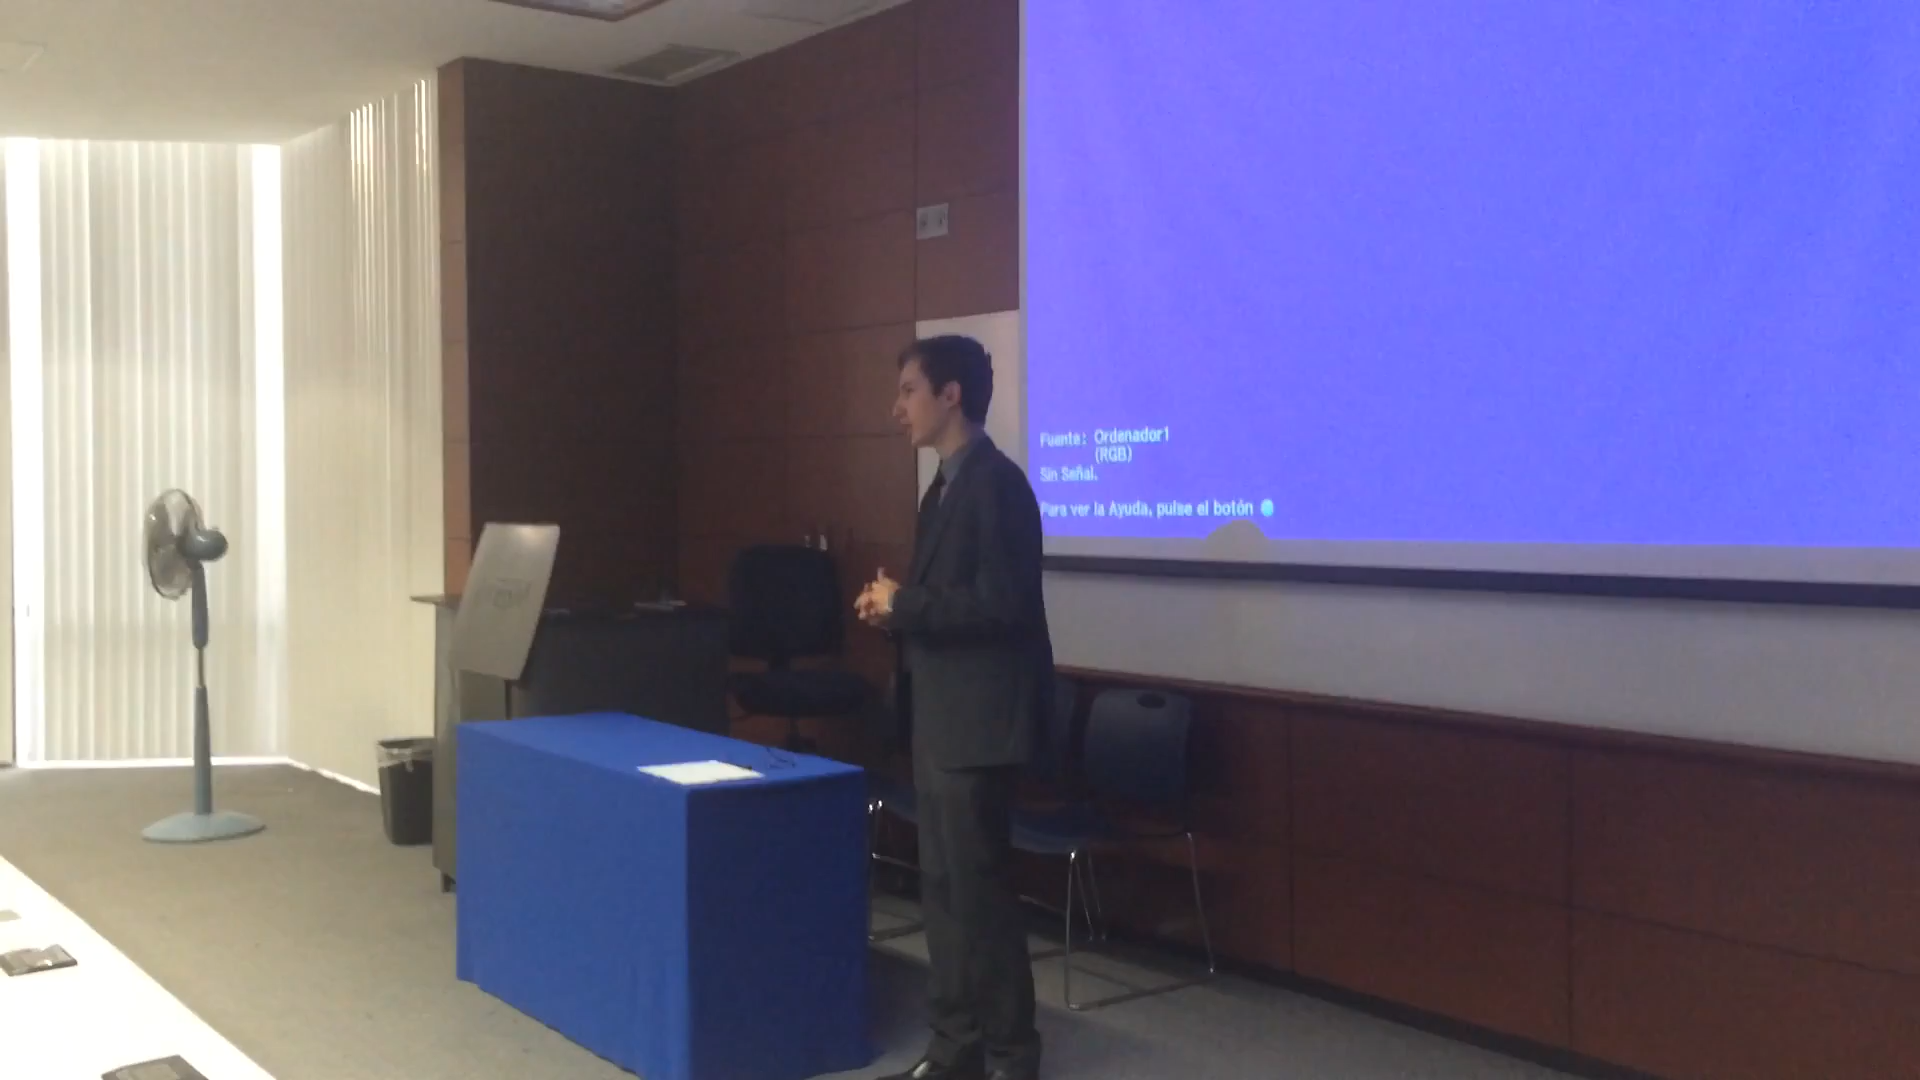 Fuente: Ordenador1
(RGB)
Sin Señal.
Para ver la Ayuda, pulse el botón